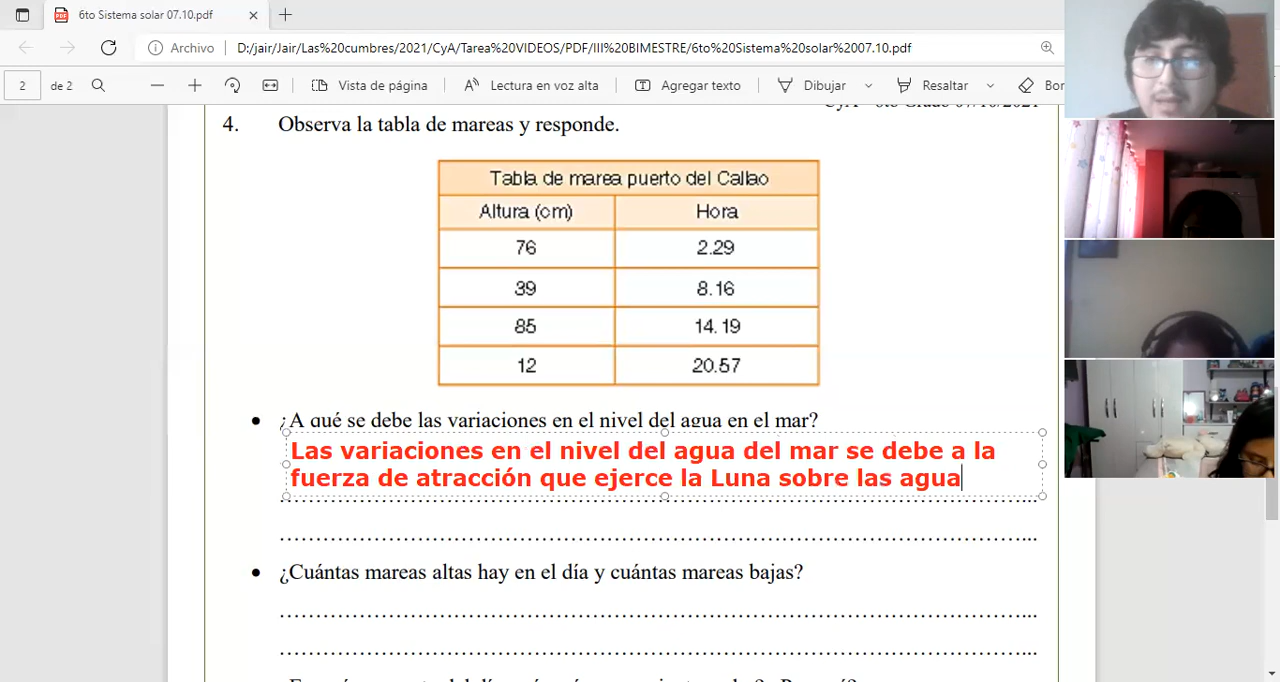 6to Sistema solar 07.10.pdf
Archivo D:/jair/Jair/Las%20cumbres/2021/CyA/Tarea%20VIDEOS/PDF/III%20BIMESTRE/6to%20Sistema%20solar%2007.10.pdf
2 de 2 Vista de página Lectura en voz alta Agregar texto Dibujar Resaltar Bor
4. Observa la tabla de mareas y responde.
Tabla de marea puerto del Callao
Altura (cm) Hora
76 2.29
39 8.16
85 14.19
12 20.57
• ¿A qué se debe las variaciones en el nivel del agua en el mar?
Las variaciones en el nivel del agua del mar se debe a la
fuerza de atracción que ejerce la Luna sobre las agua
• ¿Cuántas mareas altas hay en el día y cuántas mareas bajas?